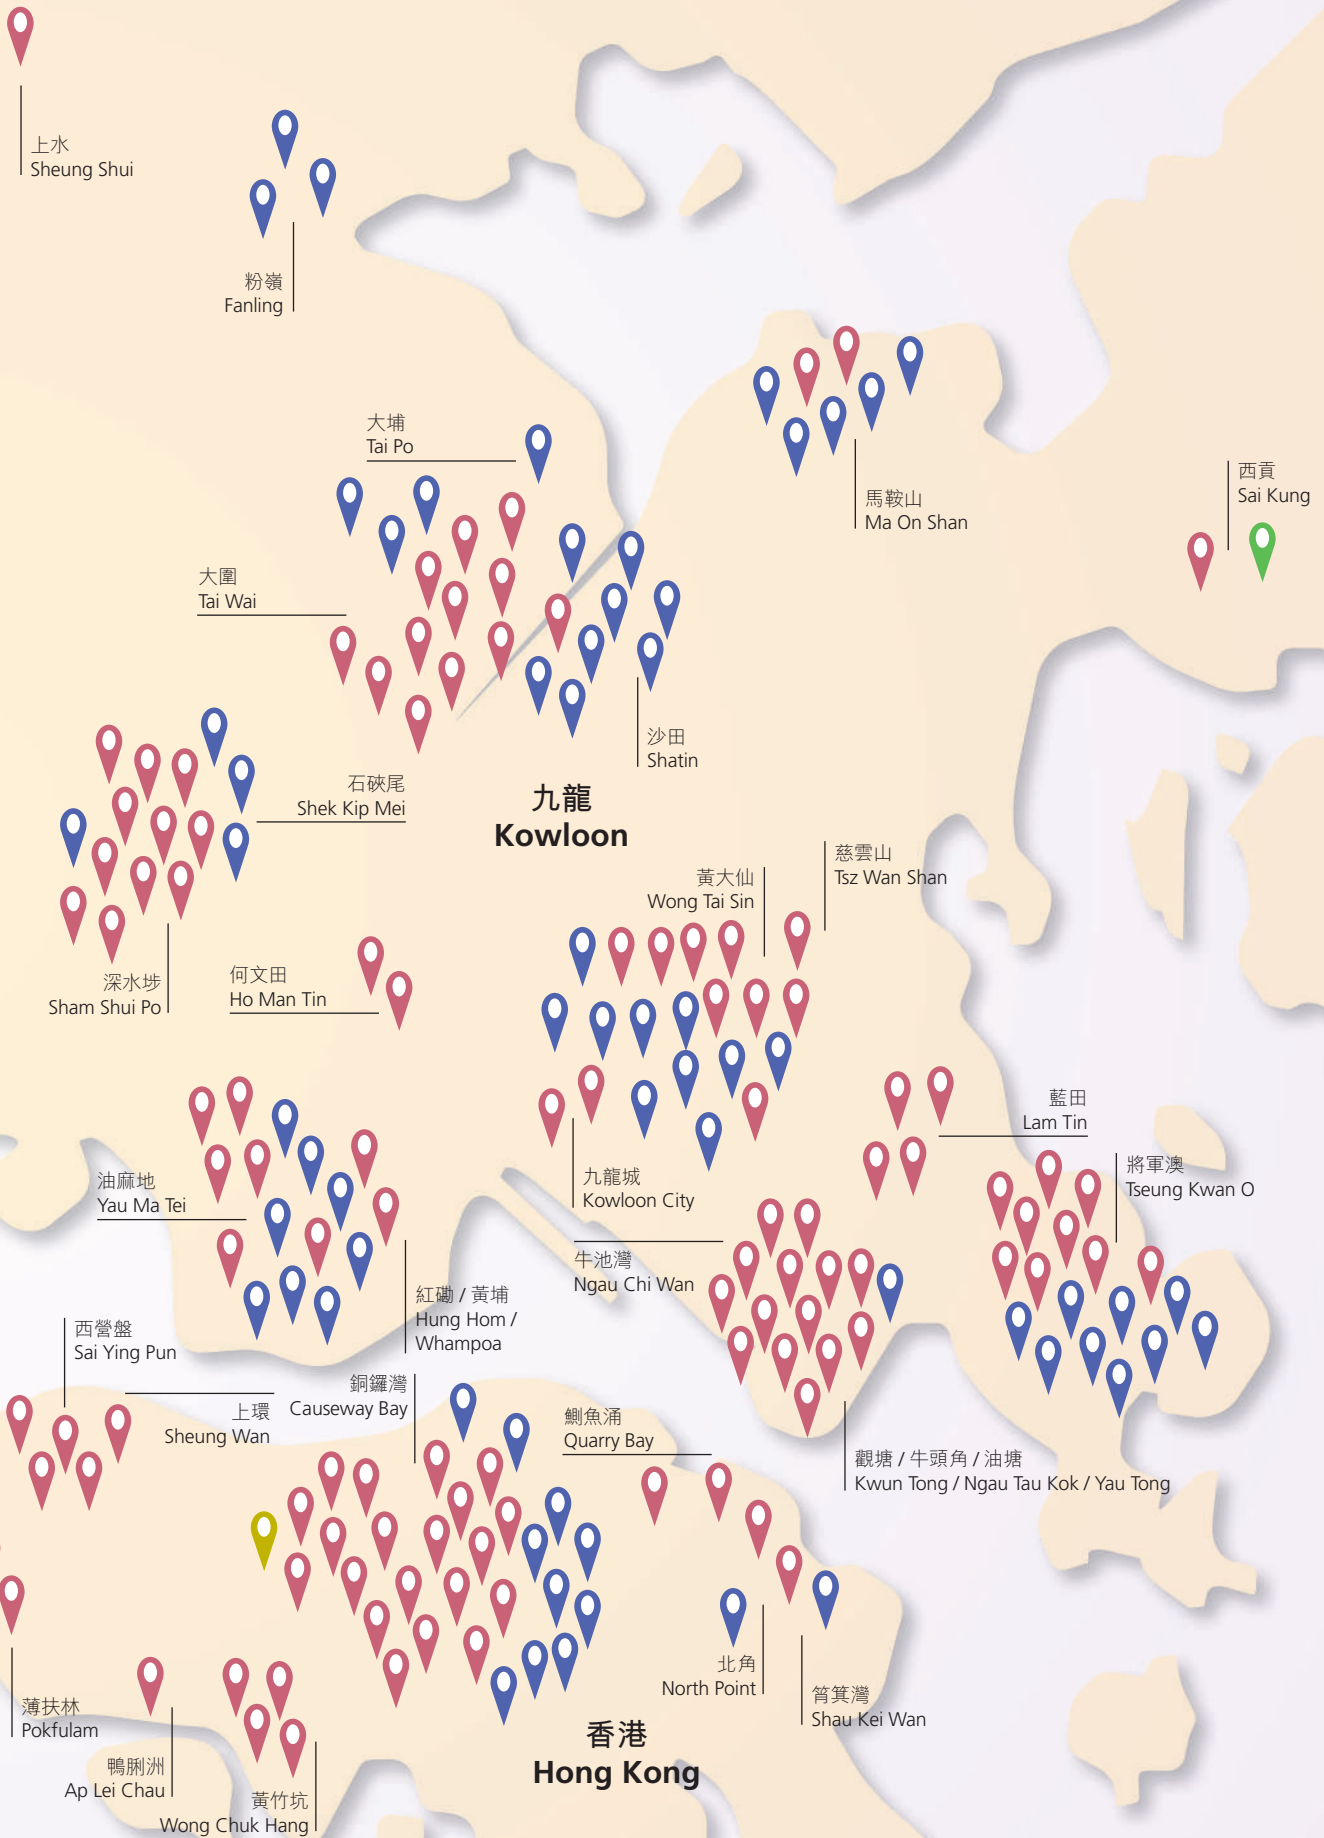 上水
Sheung Shui
粉嶺
Fanling
大埔
Tai Po
馬鞍山
Ma On Shan
西貢
Sai Kung
大圍
Tai Wai
沙田
Shatin
石硤尾
Shek Kip Mei
九龍
Kowloon
慈雲山
Tsz Wan Shan
黃大仙
Wong Tai Sin
深水埗
Sham Shui Po
何文田
Ho Man Tin
藍田
Lam Tin
油麻地
Yau Ma Tei
九龍城
Kowloon City
將軍澳
Tseung Kwan O
牛池灣
Ngau Chi Wan
紅磡 / 黃埔
Hung Hom /
Whampoa
西營盤
Sai Ying Pun
上環
Sheung Wan
銅鑼灣
Causeway Bay
鰂魚涌
Quarry Bay
觀塘 / 牛頭角 / 油塘
Kwun Tong / Ngau Tau Kok / Yau Tong
北角
North Point
筲箕灣
Shau Kei Wan
薄扶林
Pokfulam
鴨脷洲
Ap Lei Chau
黃竹坑
Wong Chuk Hang
香港
Hong Kong